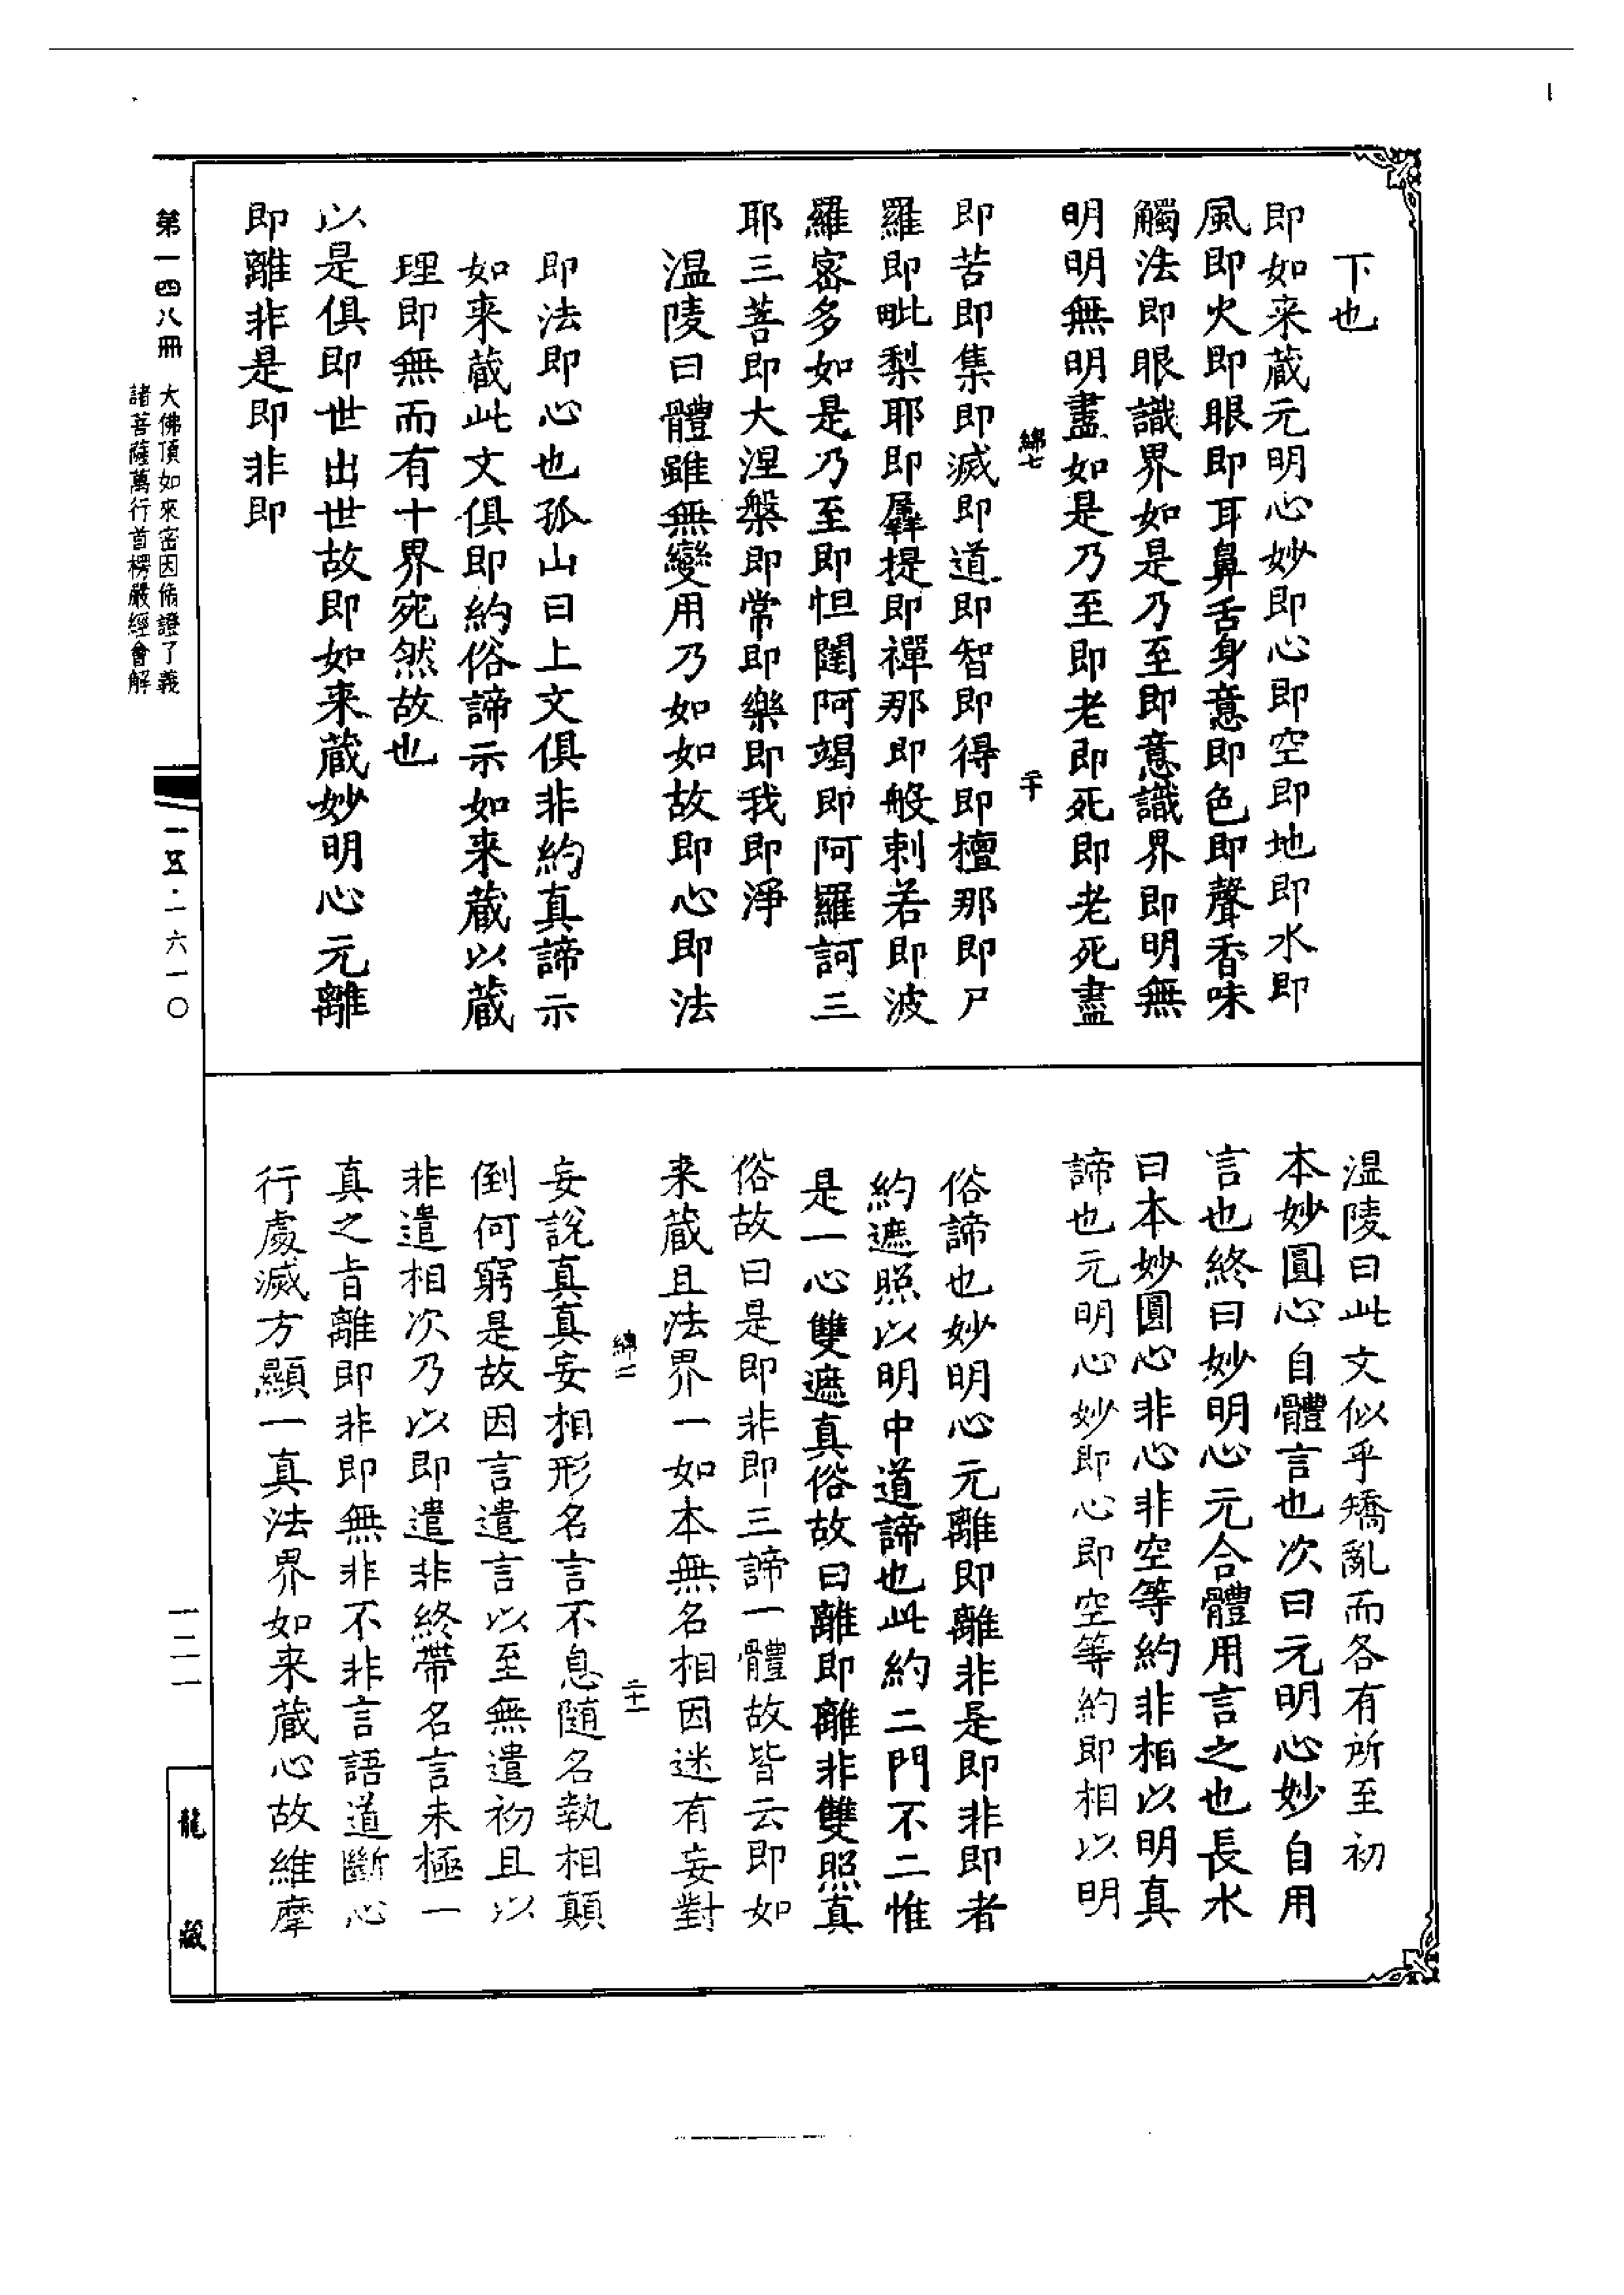 下也
即如来蔵元明心妙即心即空即地即水即
風即火即眼即耳鼻舌身意即色即聲香味
觸法即眼識界如是乃至即意識界即明無
明明無明盡如是乃至即老即死即老死盡
綿七
二十
即苦即集即滅即道即智即得即檀那即尸
羅即毗梨耶即羼提即禪那即般剌若即波
羅密多如是乃至即怛闥阿竭即阿羅訶三
耶三菩即大涅槃即常即樂即我即淨
温陵曰體雖無變用乃如如故即心即法
即法即心也孤山曰上文俱非約真諦示
如来蔵此文俱即約俗諦示如来蔵以蔵
理即無而有十界宛然故也
以是俱即世出世故即如来蔵妙明心元離
即離非是即非即
温陵曰此文似乎矯亂而各有所至初
本妙圓心自體言也次曰元明心妙自用
言也終曰妙明心元合體用言之也長水
曰本妙圓心非心非空等約非相以明真
諦也元明心妙即心即空等約即相以明
俗諦也妙明心元離即離非是即非即者
約遮照以明中道諦也此約二門不二惟
是一心雙遮真俗故曰離即離非雙照真
俗故曰是即非即三諦一體故皆云即如
来蔵且法界一如本無名相因迷有妄對
二十一
妄說真真妄相形名言不息随名執相顛
倒何窮是故因言遣言以至無遣初且以
非遣相次乃以即遣非終帶名言未極一
真之旨離即非即無非不非言語道斷心
行處滅方顯一真法界如来蔵心故維摩
第一四八冊
大佛頂如來密因脩證了義
諸菩薩萬行首楞嚴經會解
一五·一六一〇
一二一
龍藏